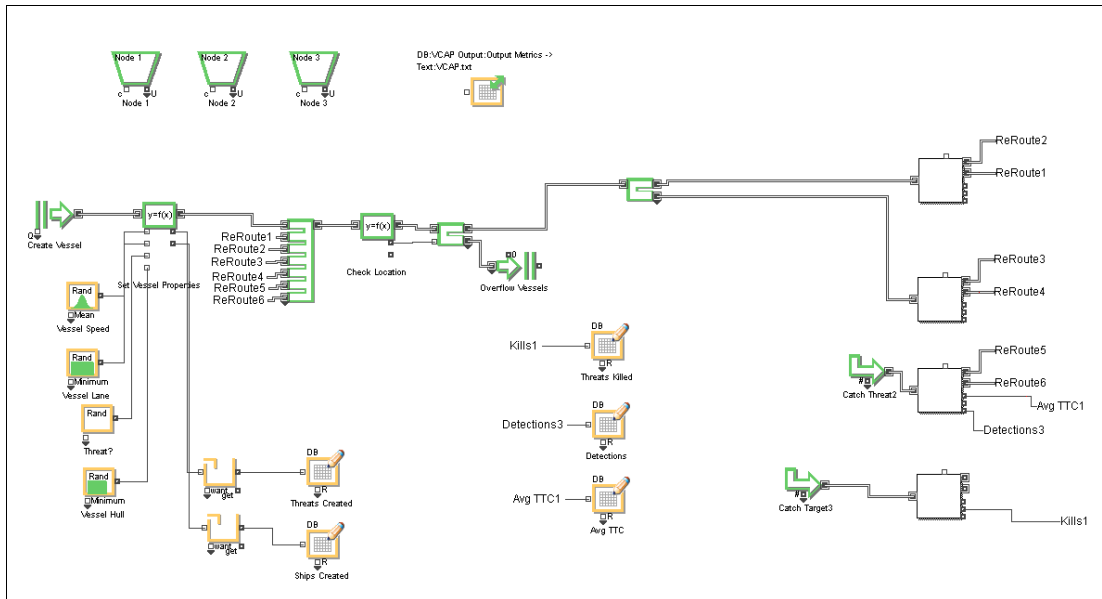 DB:VCAP Output:Output Metrics ->
Text:VCAP.txt
Node 1
Node 2
Node 3
c
U
c
U
c
U
Node 1
Node 2
Node 3
ReRoute2
ReRoute1
Q
Create Vessel
y=f(x)
Set Vessel Properties
ReRoute1
ReRoute2
ReRoute3
ReRoute4
ReRoute5
ReRoute6
y=f(x)
Check Location
Overflow Vessels
ReRoute3
ReRoute4
Rand
Mean
Vessel Speed
Rand
Minimum
Vessel Lane
Rand
Threat?
Rand
Minimum
Vessel Hull
Kills1
DB
R
Threats Killed
Detections3
DB
R
Detections
Avg TTC1
DB
R
Avg TTC
#
Catch Threat2
ReRoute5
ReRoute6
Avg TTC1
Detections3
want
get
DB
R
Threats Created
want
get
DB
R
Ships Created
#
Catch Target3
Kills1